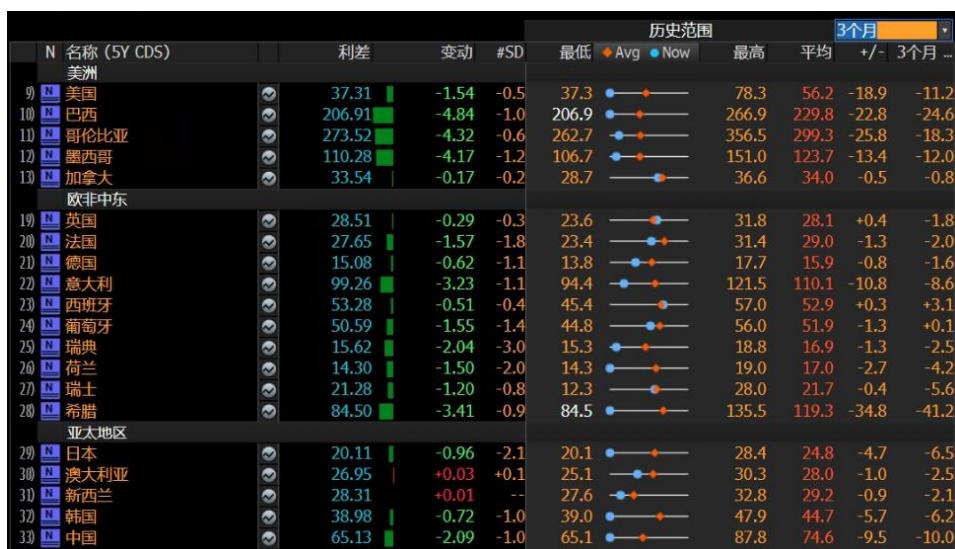 历史范围 3个月
N 名称 (5Y CDS) 利差 变动 #SD 最低 Avg Now 最高 平均 +/- 3个月 ...
美洲
9) N 美国 37.31 -1.54 -0.5 37.3 78.3 56.2 -18.9 -11.2
10) N 巴西 206.91 -4.84 -1.0 206.9 266.9 229.8 -22.8 -24.6
11) N 哥伦比亚 273.52 -4.32 -0.6 262.7 356.5 299.3 -25.8 -18.3
12) N 墨西哥 110.28 -4.17 -1.2 106.7 151.0 123.7 -13.4 -12.0
13) N 加拿大 33.54 -0.17 -0.2 28.7 36.6 34.0 -0.5 -0.8
欧非中东
19) N 英国 28.51 -0.29 -0.3 23.6 31.8 28.1 +0.4 -1.8
20) N 法国 27.65 -1.57 -1.8 23.4 31.4 29.0 -1.3 -2.0
21) N 德国 15.08 -0.62 -1.1 13.8 17.7 15.9 -0.8 -1.6
22) N 意大利 99.26 -3.23 -1.1 94.4 121.5 110.1 -10.8 -8.6
23) N 西班牙 53.28 -0.51 -0.4 45.4 57.0 52.9 +0.3 +3.1
24) N 葡萄牙 50.59 -1.55 -1.4 44.8 56.0 51.9 -1.3 +0.1
25) N 瑞典 15.62 -2.04 -3.0 15.3 18.8 16.9 -1.3 -2.5
26) N 荷兰 14.30 -1.50 -2.0 14.3 19.0 17.0 -2.7 -4.2
27) N 瑞士 21.28 -1.20 -0.8 12.3 28.0 21.7 -0.4 -5.6
28) N 希腊 84.50 -3.41 -0.9 84.5 135.5 119.3 -34.8 -41.2
亚太地区
29) N 日本 20.11 -0.96 -2.1 20.1 28.4 24.8 -4.7 -6.5
30) N 澳大利亚 26.95 +0.03 +0.1 25.1 30.3 28.0 -1.0 -2.5
31) N 新西兰 28.31 +0.01 -- 27.6 32.8 29.2 -0.9 -2.1
32) N 韩国 38.98 -0.72 -1.0 39.0 47.9 44.7 -5.7 -6.2
33) N 中国 65.13 -2.09 -1.0 65.1 87.8 74.6 -9.5 -10.0